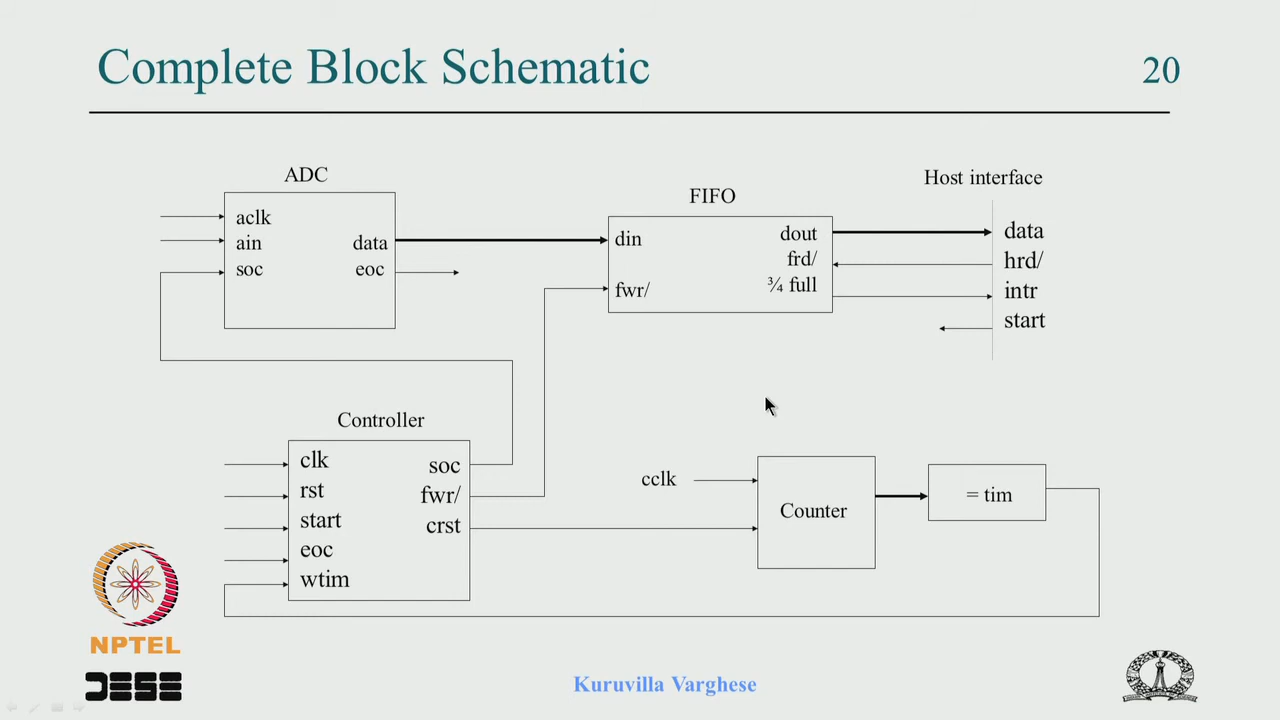 Complete Block Schematic
20
ADC
aclk
ain
soc
data
eoc
FIFO
din
fwr/
dout
frd/
¾ full
Host interface
data
hrd/
intr
start
Controller
clk
rst
start
eoc
wtim
soc
fwr/
crst
cclk
Counter
= tim
NPTEL
DESE
Kuruvilla Varghese